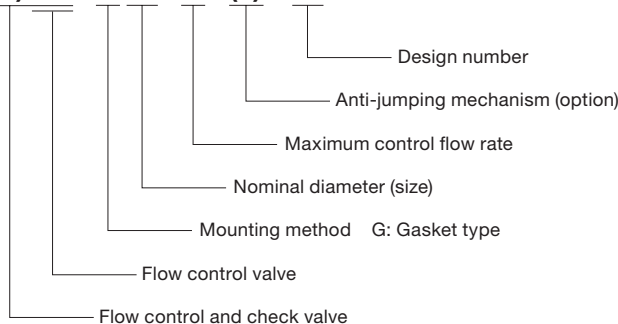 Design number
Anti-jumping mechanism (option)
Maximum control flow rate
Nominal diameter (size)
Mounting method G: Gasket type
Flow control valve
Flow control and check valve